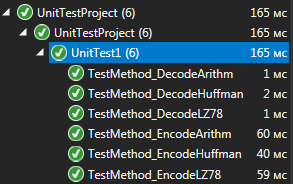 UnitTestProject (6) 165 мс
UnitTestProject (6) 165 мс
UnitTest1 (6) 165 мс
TestMethod_DecodeArithm 1 мс
TestMethod_DecodeHuffman 2 мс
TestMethod_DecodeLZ78 1 мс
TestMethod_EncodeArithm 60 мс
TestMethod_EncodeHuffman 40 мс
TestMethod_EncodeLZ78 59 мс